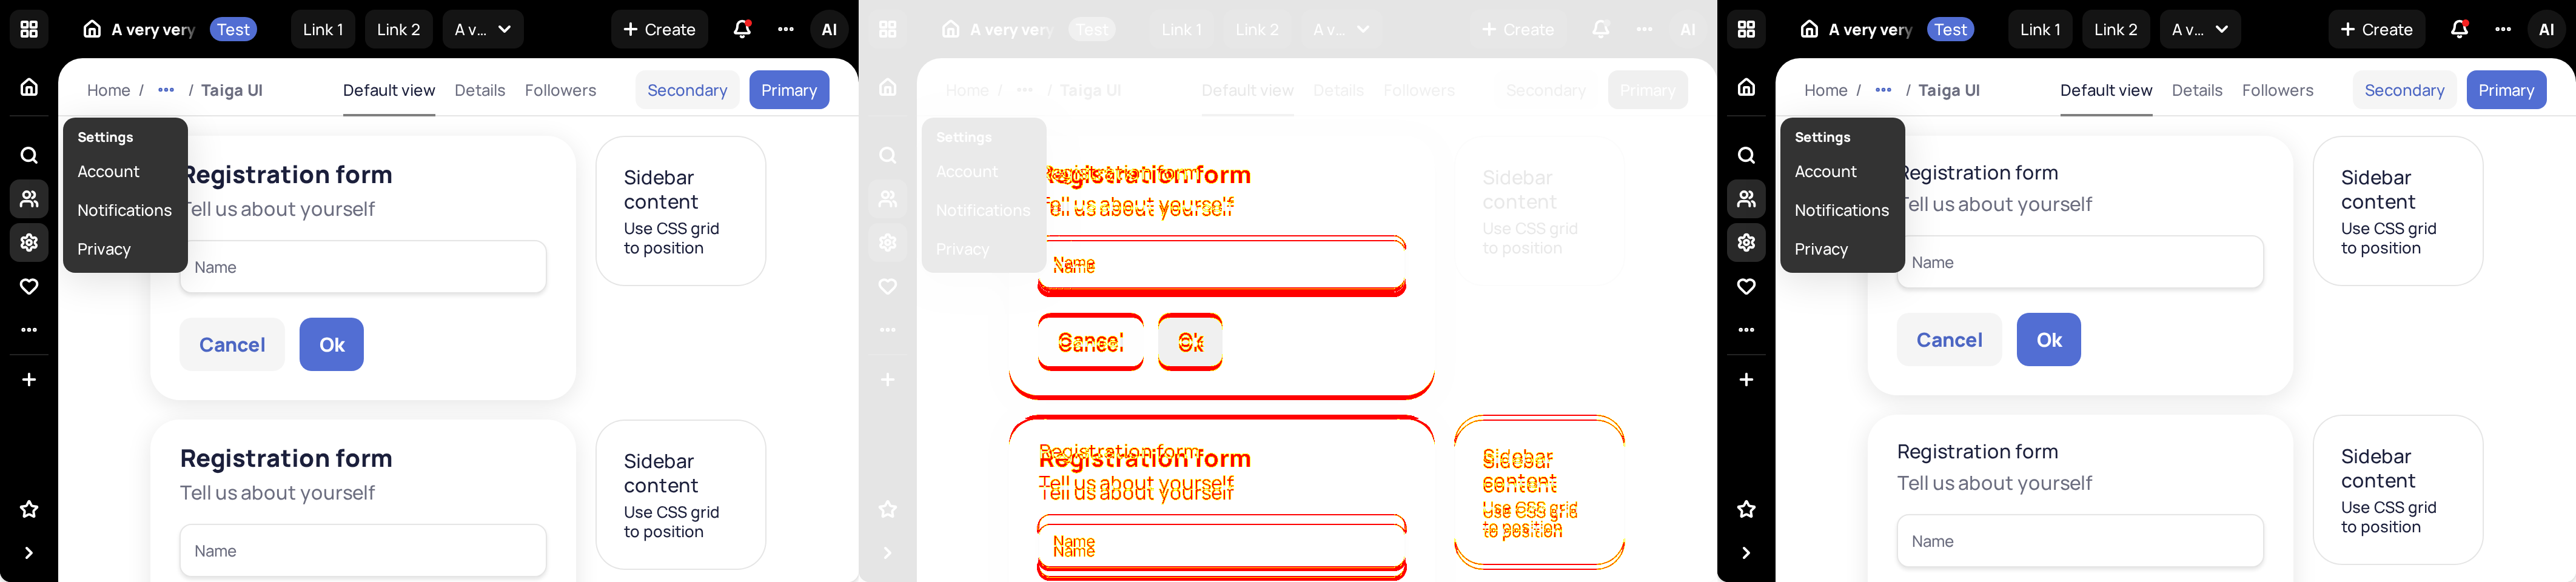 A very very Test Link 1 Link 2 A v... Create AI
Home / ... / Taiga UI Default view Details Followers Secondary Primary
Settings
Account
Notifications
Privacy
Registration form
Tell us about yourself
Name
Cancel Ok
Sidebar
content
Use CSS grid
to position
Registration form
Tell us about yourself
Name
Sidebar
content
Use CSS grid
to position
A very very Test Link 1 Link 2 A v... Create AI
Home / ... / Taiga UI Default view Details Followers Secondary Primary
Settings
Account
Notifications
Privacy
Registration form
Tell us about yourself
Name
Cancel Ok
Sidebar
content
Use CSS grid
to position
Registration form
Tell us about yourself
Name
Name
Sidebar
content
Use CSS grid
to position
A very very Test Link 1 Link 2 A v... Create AI
Home / ... / Taiga UI Default view Details Followers Secondary Primary
Settings
Account
Notifications
Privacy
Registration form
Tell us about yourself
Name
Cancel Ok
Sidebar
content
Use CSS grid
to position
Registration form
Tell us about yourself
Name
Sidebar
content
Use CSS grid
to position